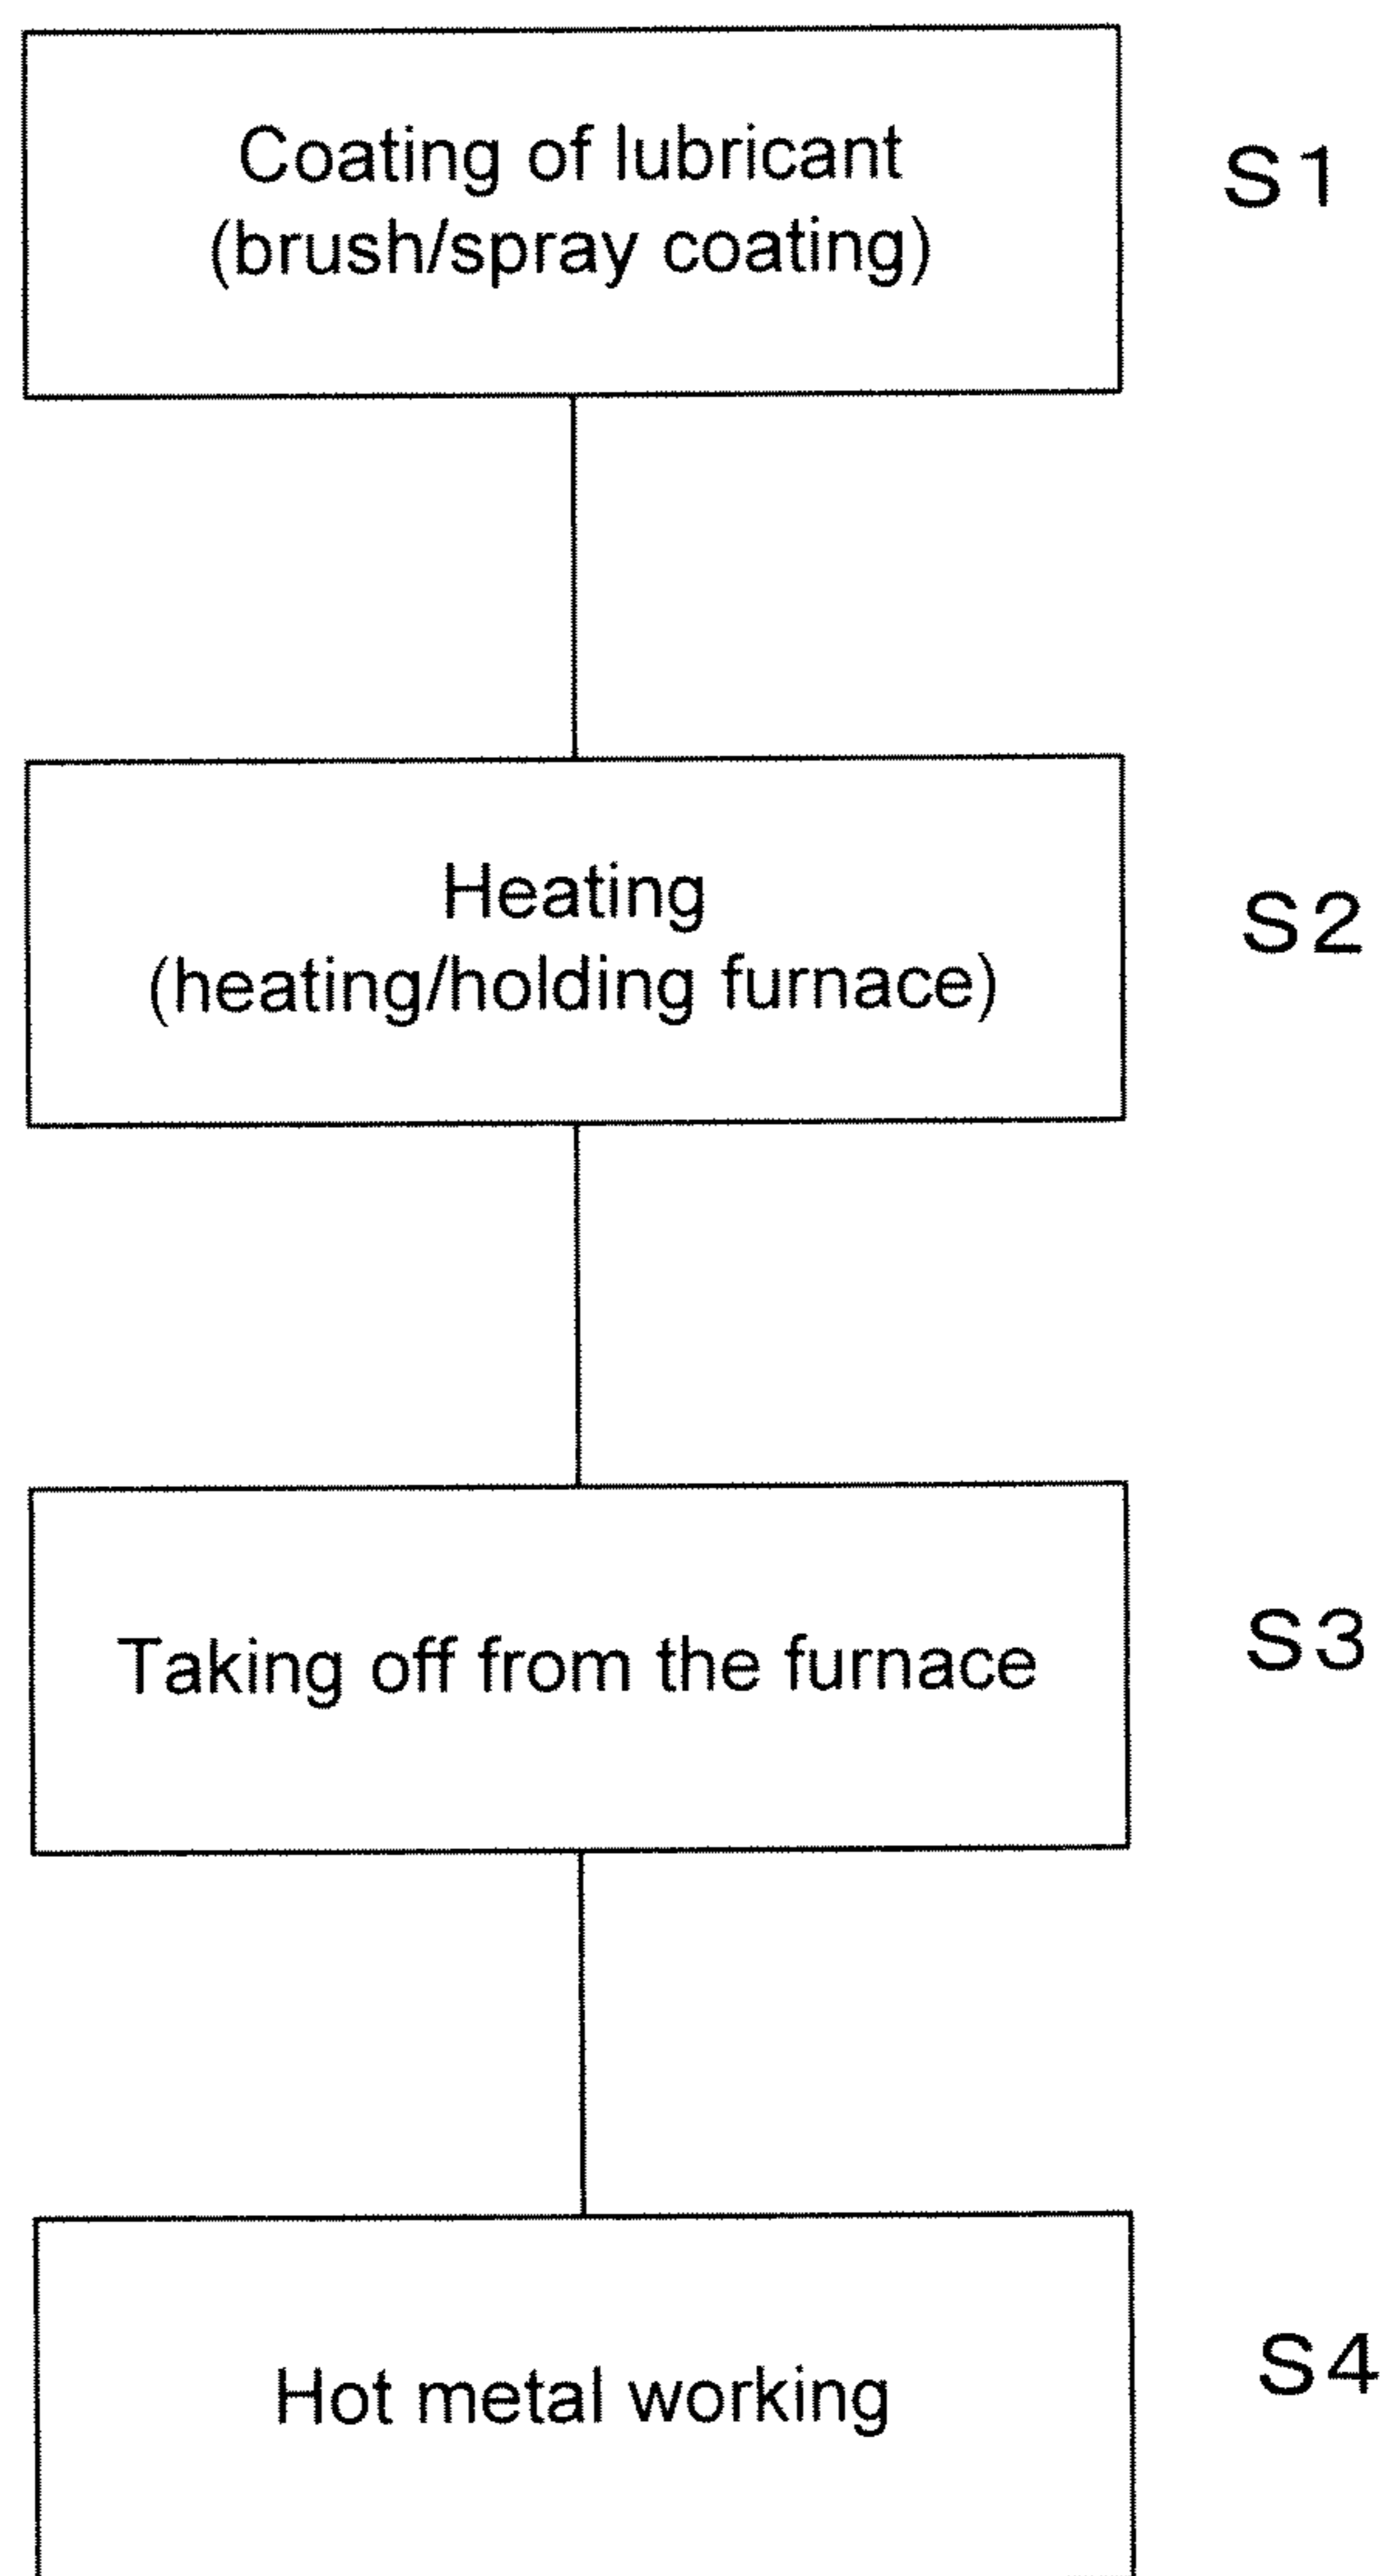 Coating of lubricant
(brush/spray coating)
S1
Heating
(heating/holding furnace)
S2
Taking off from the furnace
S3
Hot metal working
S4